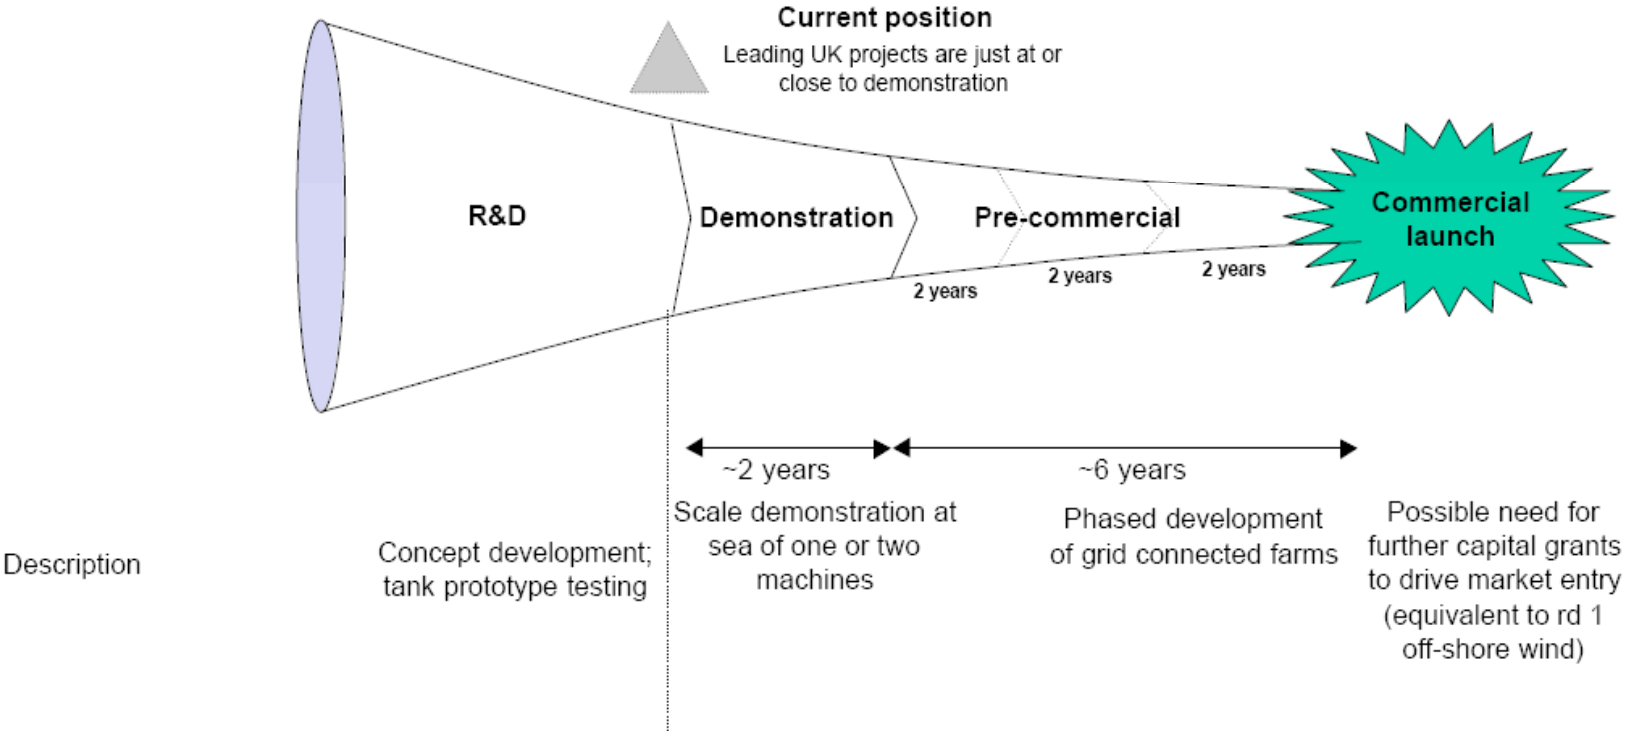 Current position
Leading UK projects are just at or
close to demonstration
R&D
Demonstration
Pre-commercial
Commercial
launch
2 years
2 years
2 years
~2 years
~6 years
Description
Concept development;
tank prototype testing
Scale demonstration at
sea of one or two
machines
Phased development
of grid connected farms
Possible need for
further capital grants
to drive market entry
(equivalent to rd 1
off-shore wind)